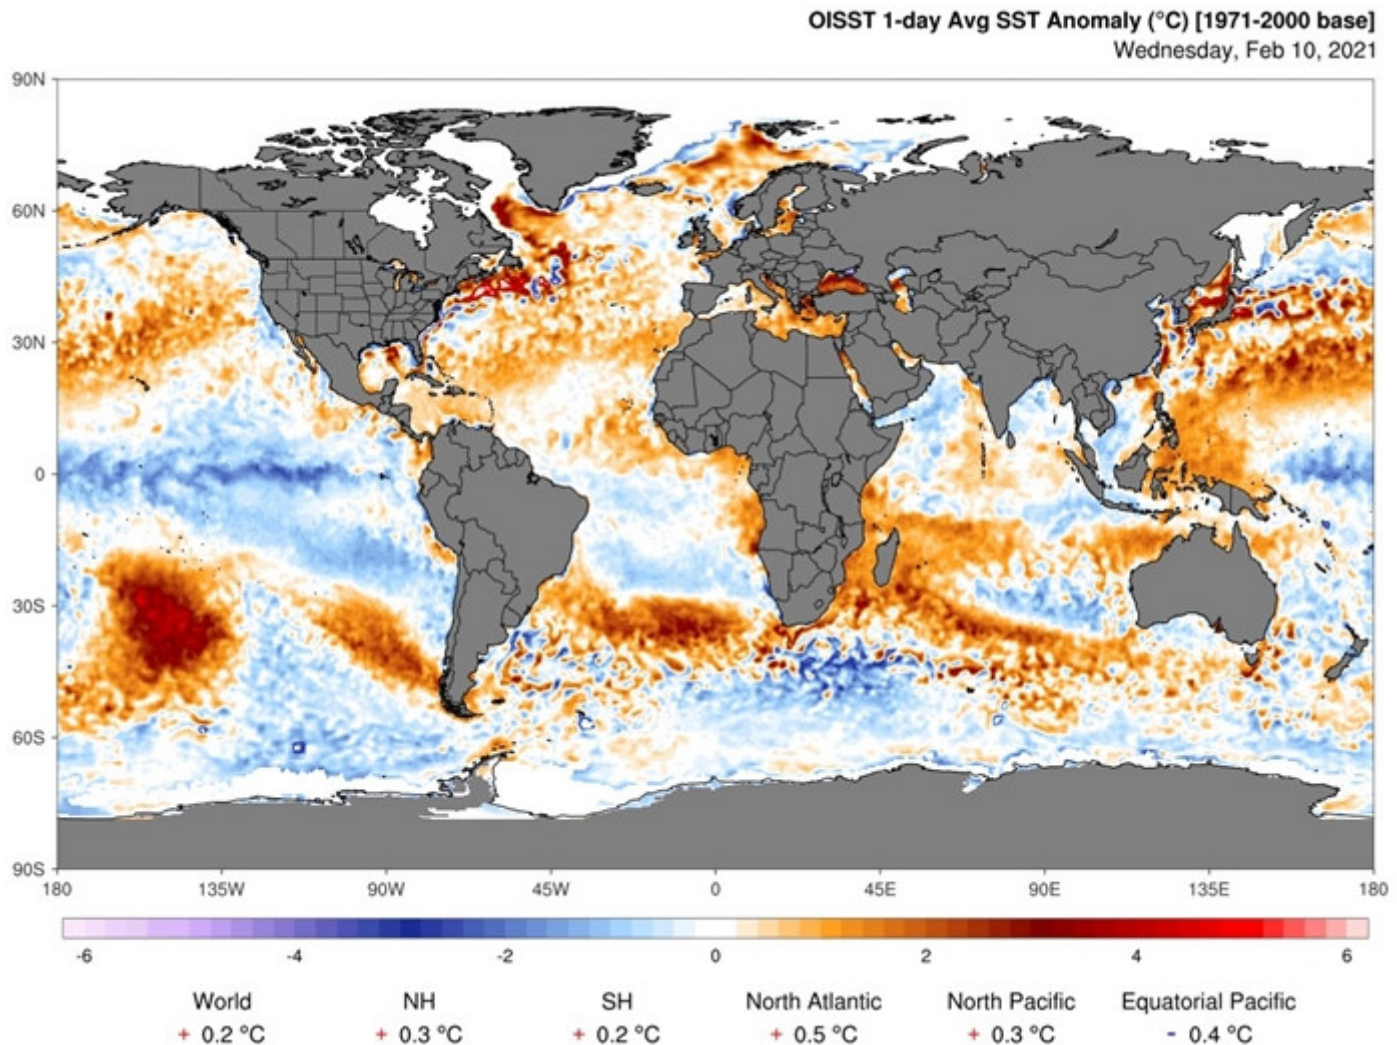 OISST 1-day Avg SST Anomaly (°C) [1971-2000 base]
Wednesday, Feb 10, 2021
90N
60N
30N
0
30S
60S
90S
180 135W 90W 45W 0 45E 90E 135E 180
-6 -4 -2 0 2 4 6
World NH SH North Atlantic North Pacific Equatorial Pacific
+ 0.2 °C + 0.3 °C + 0.2 °C + 0.5 °C + 0.3 °C - 0.4 °C